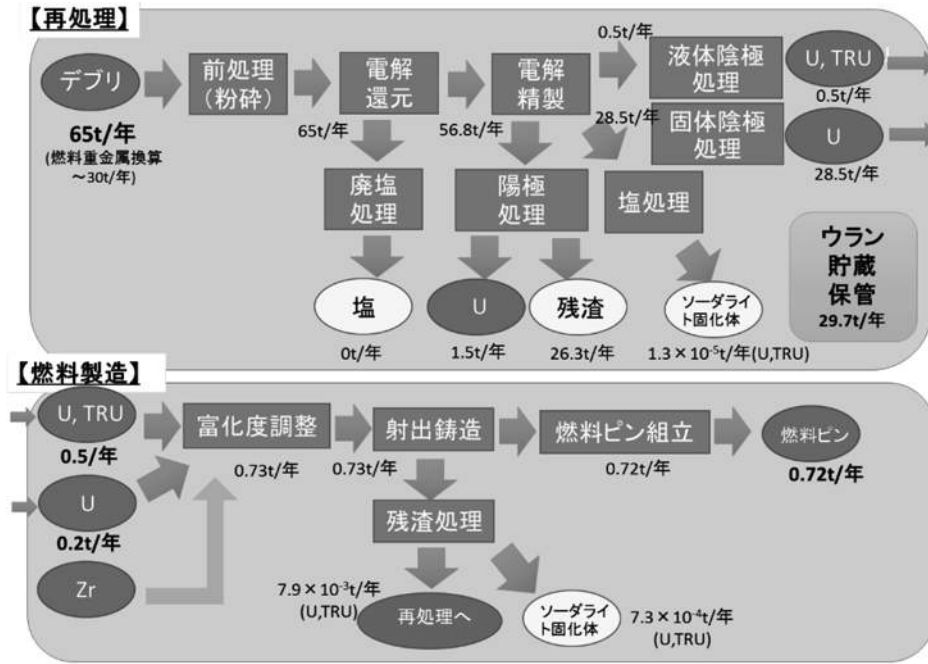 【再処理】
デブリ
65t/年
(燃料重金属換算
～30t/年)
前処理
(粉砕)
電解
還元
65t/年
電解
精製
56.8t/年
0.5t/年
液体陰極
処理
U, TRU
0.5t/年
28.5t/年
固体陰極
処理
U
28.5t/年
廃塩
処理
陽極
処理
塩処理
塩
0t/年
U
1.5t/年
残渣
26.3t/年
ソーダライ
ト固化体
1.3×10⁻⁵t/年(U,TRU)
ウラン
貯蔵
保管
29.7t/年
【燃料製造】
U, TRU
0.5/年
U
0.2t/年
Zr
富化度調整
0.73t/年
射出鋳造
0.73t/年
燃料ピン組立
0.72t/年
燃料ピン
0.72t/年
残渣処理
7.9×10⁻³t/年
(U,TRU)
再処理へ
ソーダライ
ト固化体
7.3×10⁻⁴t/年
(U,TRU)